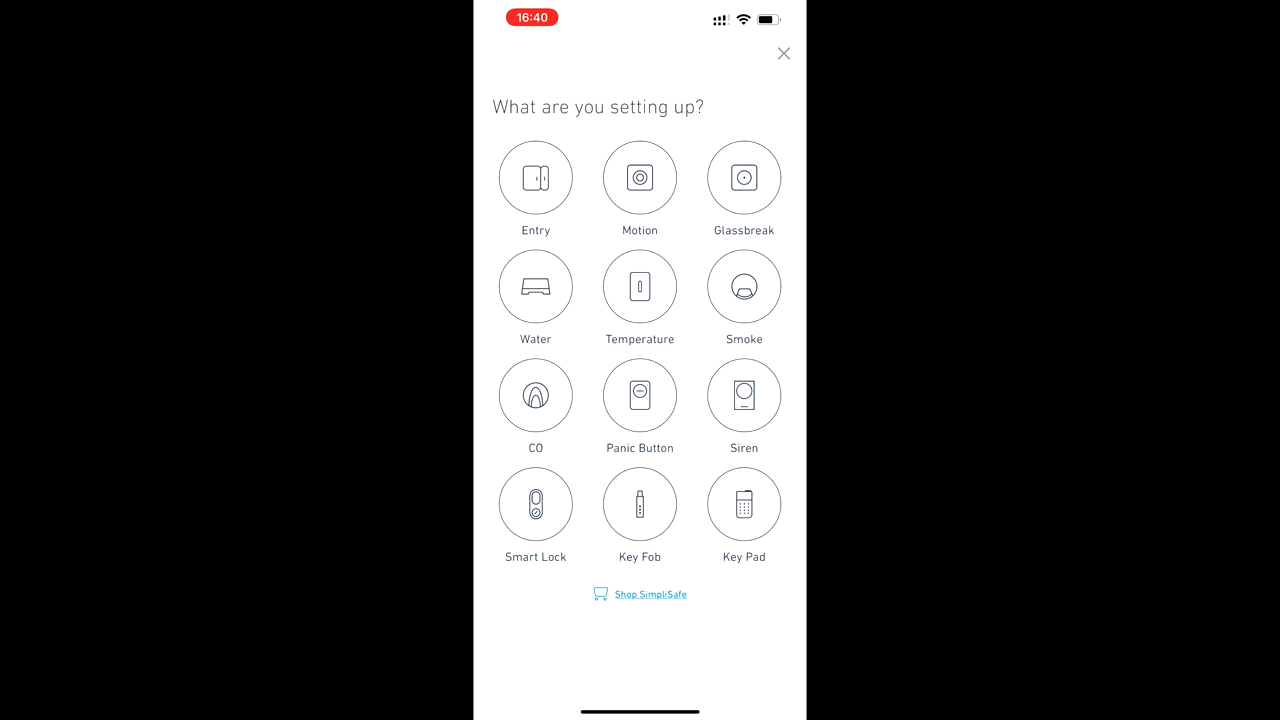 16:40
What are you setting up?
Entry Motion Glassbreak
Water Temperature Smoke
CO Panic Button Siren
Smart Lock Key Fob Key Pad
Shop SimpliSafe